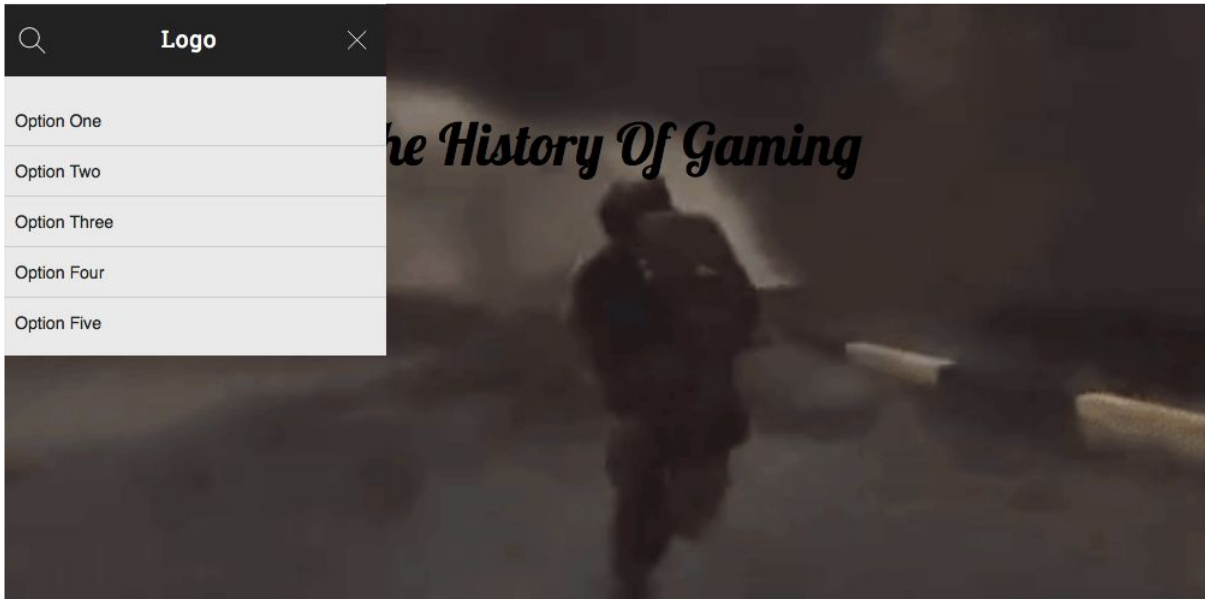 Logo
he History Of Gaming
Option One
Option Two
Option Three
Option Four
Option Five